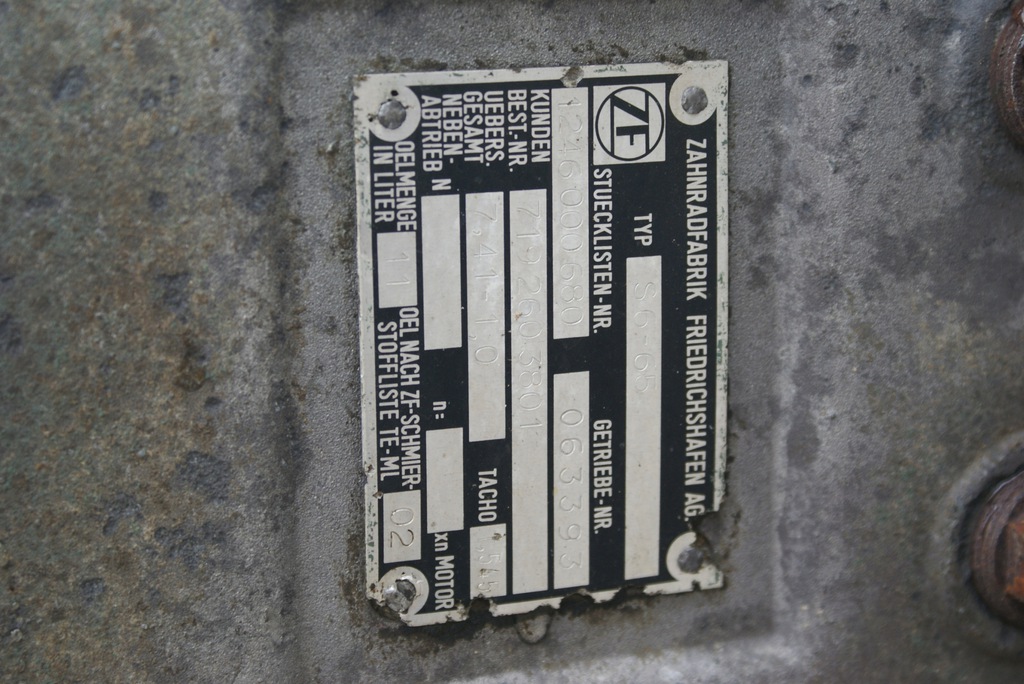 ZAHNRADFABRIK FRIEDRICHSHAFEN AG
ZF
TYP S6-65
STUECKLISTEN-NR. GETRIEBE-NR.
1246000680 063393
KUNDEN
BEST.-NR. 7192603801
UEBERS.
GESAMT 7,41-1,0 TACHO
NEBEN-
ABTRIEB N n= xn MOTOR
OELMENGE
IN LITER 11
OEL NACH ZF-SCHMIER-
STOFFLISTE TE-ML 02